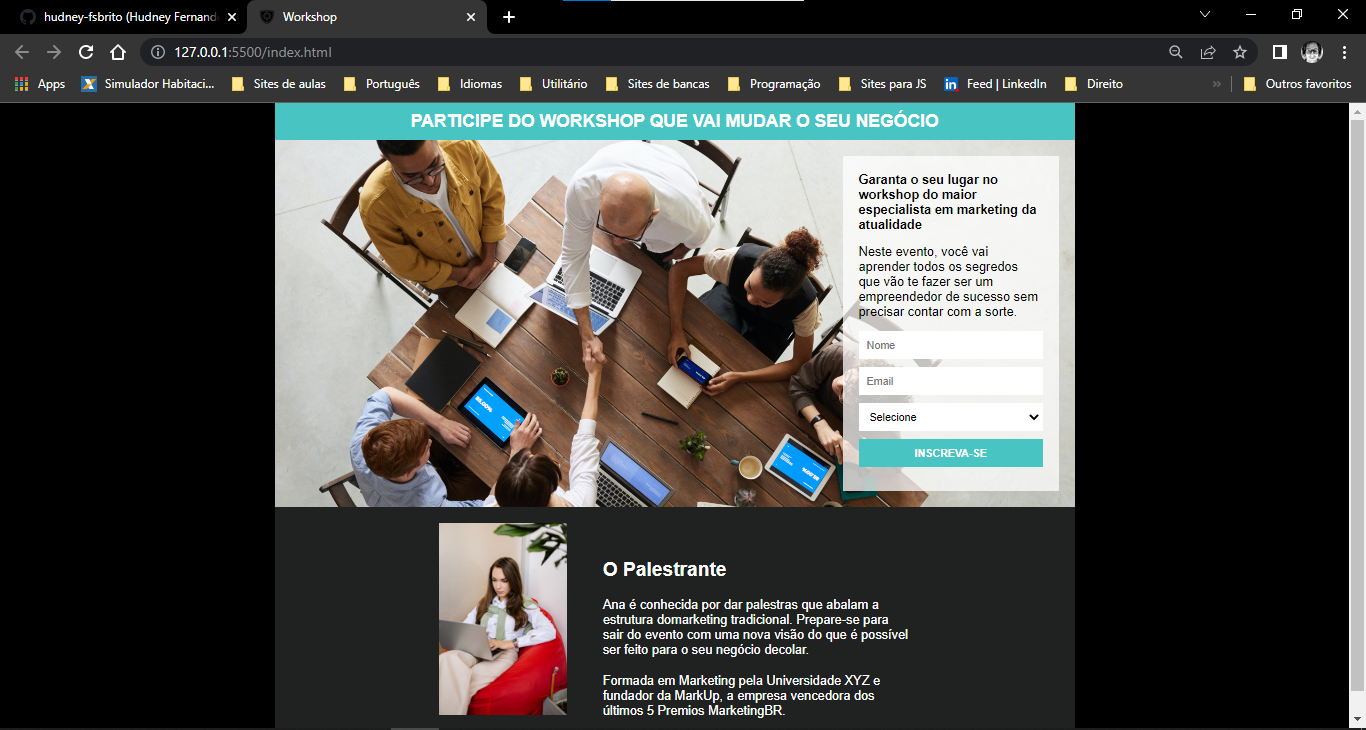 hudney-fsbrito (Hudney Fernand
Workshop
127.0.0.1:5500/index.html
Apps
Simulador Habitaci...
Sites de aulas
Português
Idiomas
Utilitário
Sites de bancas
Programação
Sites para JS
Feed | LinkedIn
Direito
»
Outros favoritos
PARTICIPE DO WORKSHOP QUE VAI MUDAR O SEU NEGÓCIO
Garanta o seu lugar no
workshop do maior
especialista em marketing da
atualidade
Neste evento, você vai
aprender todos os segredos
que vão te fazer ser um
empreendedor de sucesso sem
precisar contar com a sorte.
Nome
Email
Selecione
INSCREVA-SE
O Palestrante
Ana é conhecida por dar palestras que abalam a
estrutura domarketing tradicional. Prepare-se para
sair do evento com uma nova visão do que é possível
ser feito para o seu negócio decolar.
Formada em Marketing pela Universidade XYZ e
fundador da MarkUp, a empresa vencedora dos
últimos 5 Premios MarketingBR.